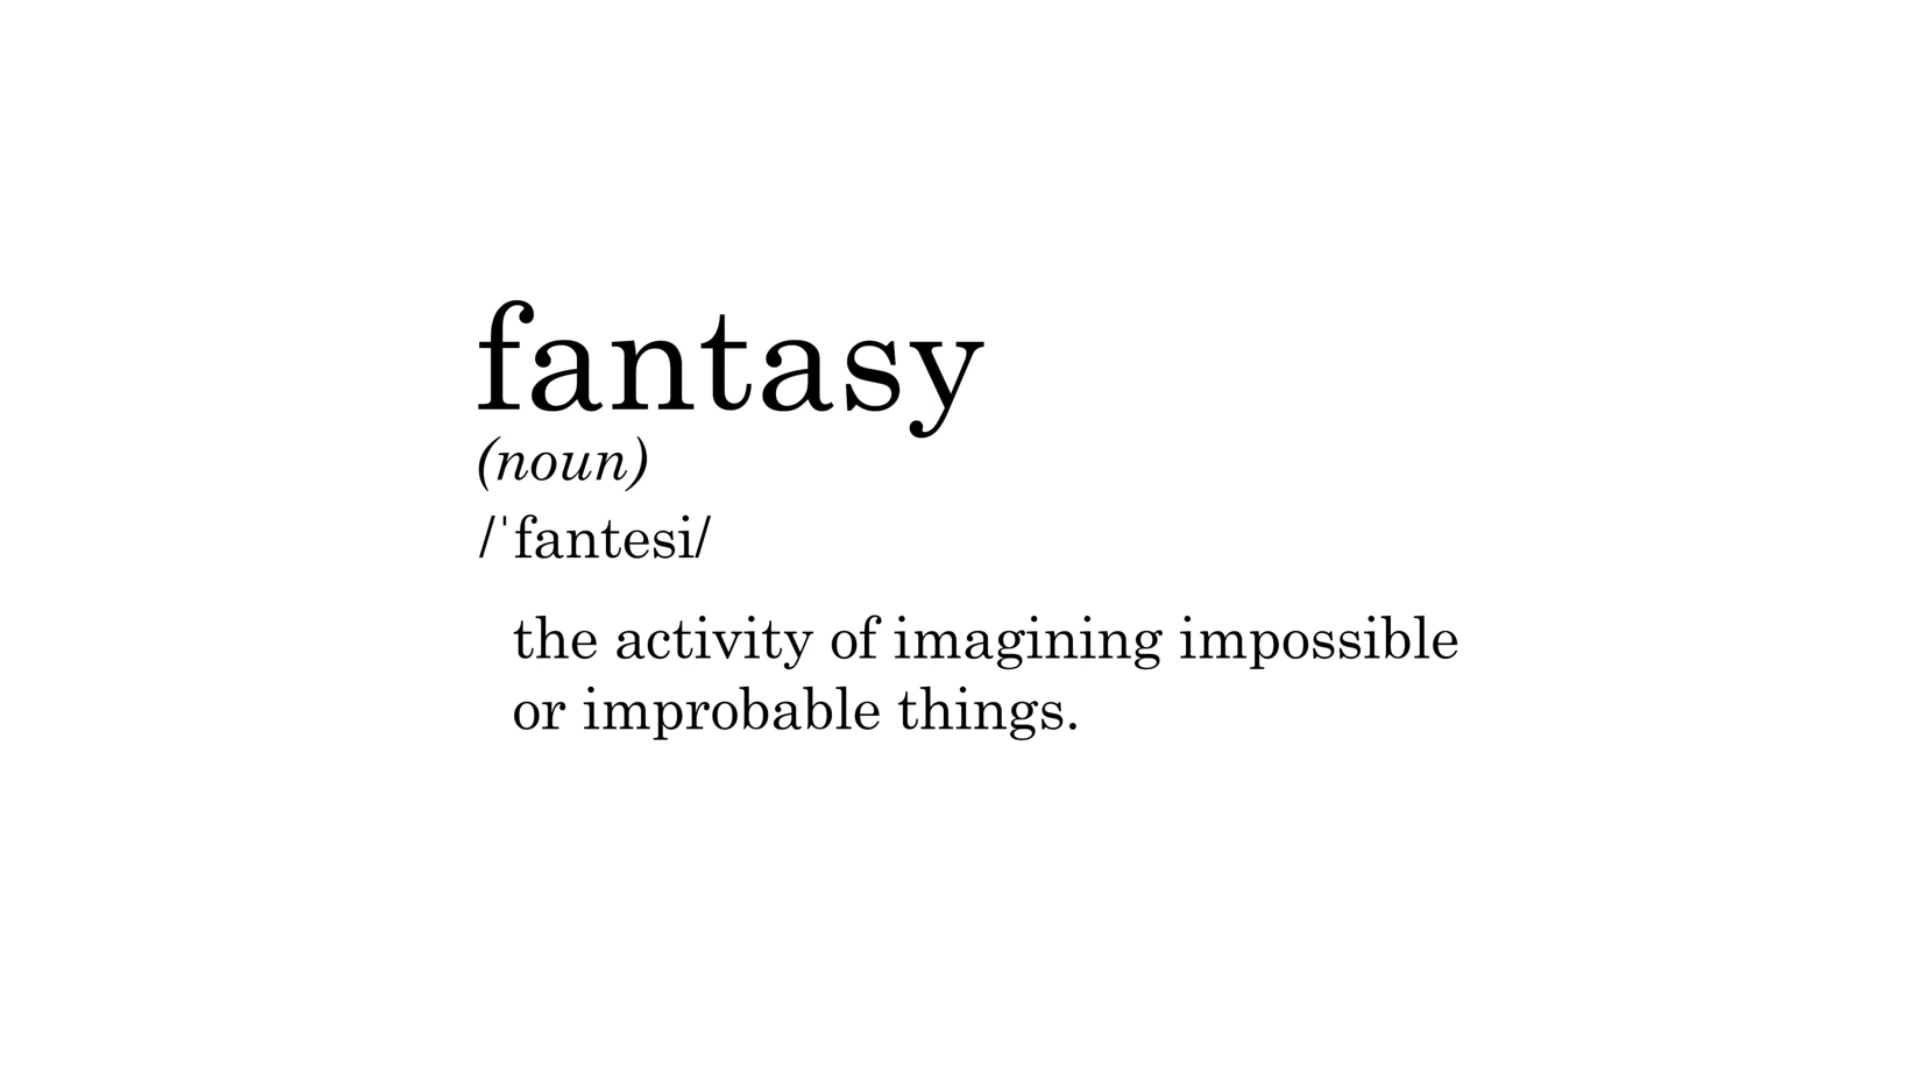 fantasy
(noun)
/ˈfantesi/
the activity of imagining impossible
or improbable things.